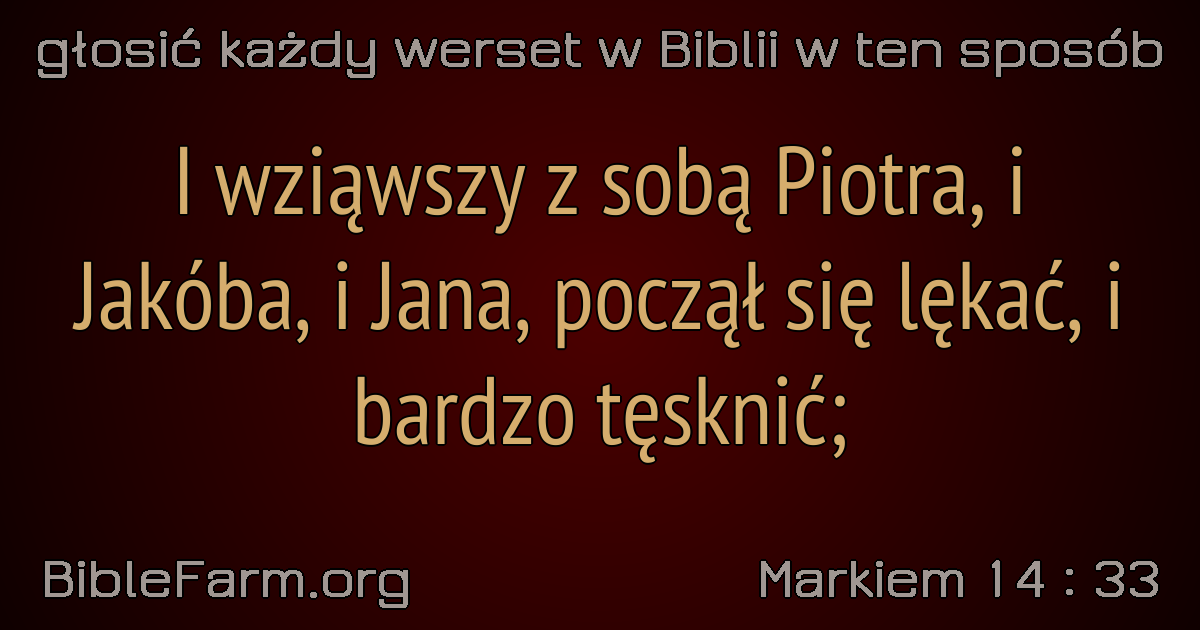 głosić każdy werset w Biblii w ten sposób
I wziąwszy z sobą Piotra, i
Jakóba, i Jana, począł się lękać, i
bardzo tęsknić;
BibleFarm.org
Markiem 14 : 33